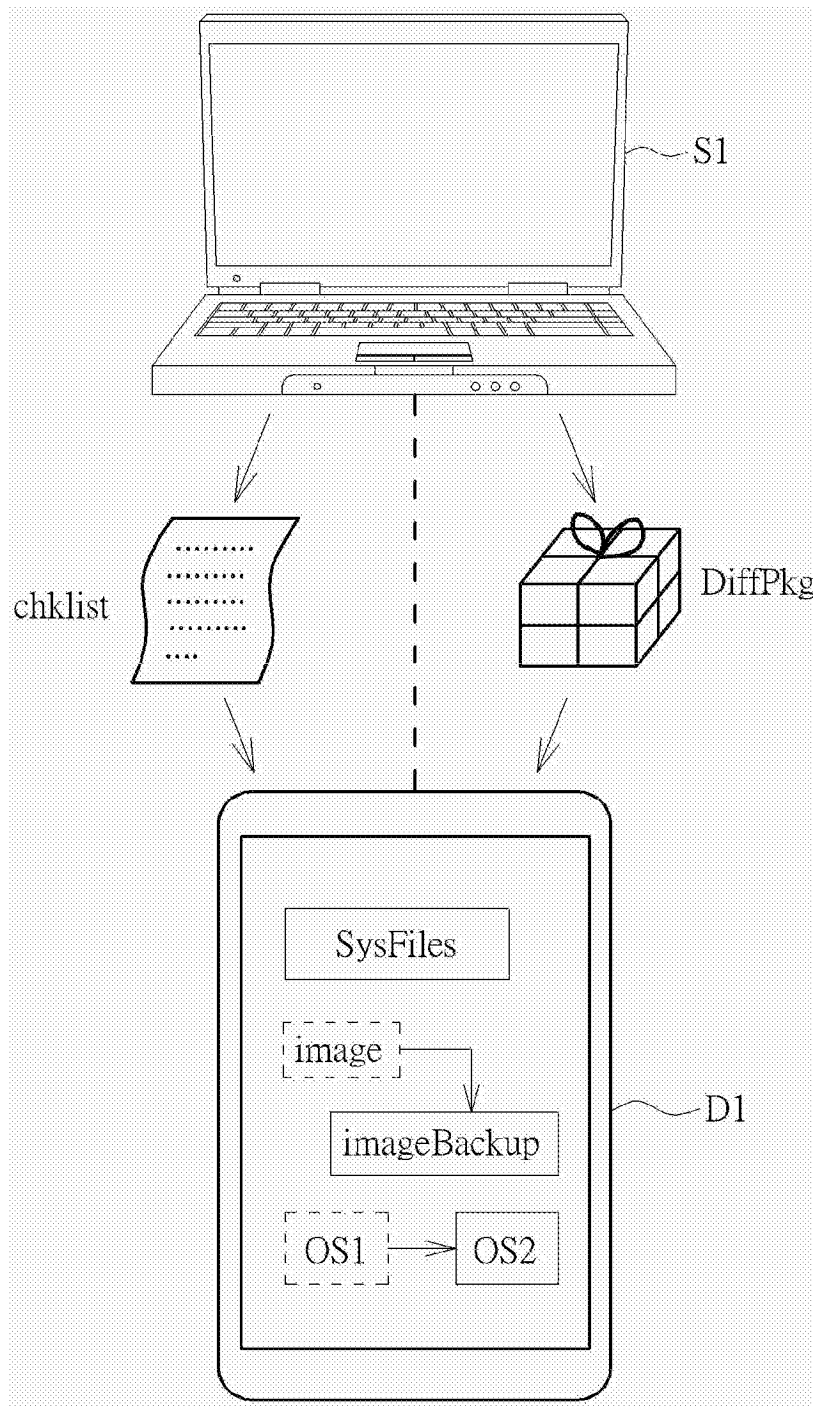 S1
chklist
DiffPkg
SysFiles
image
imageBackup
D1
OS1
OS2